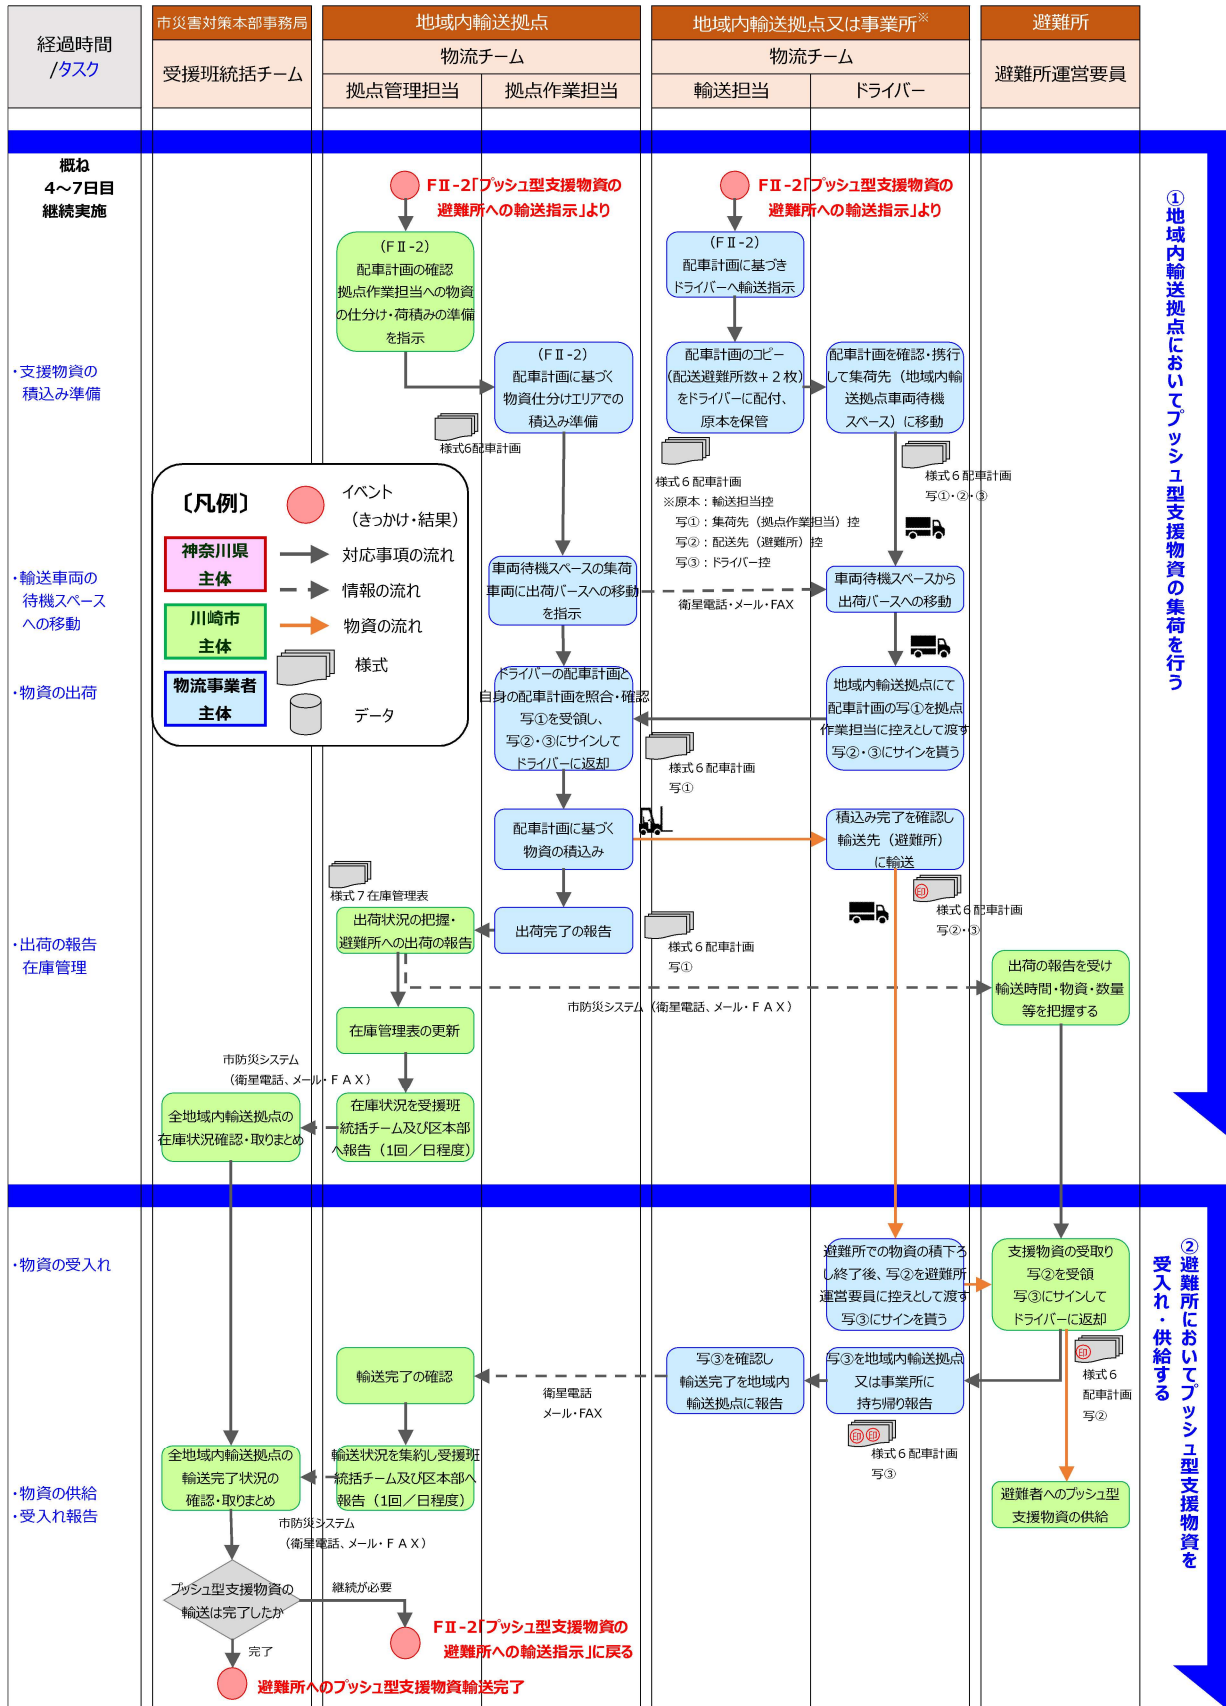 経過時間
/タスク
市災害対策本部事務局
受援班統括チーム
地域内輸送拠点
物流チーム
拠点管理担当
拠点作業担当
地域内輸送拠点又は事業所※
物流チーム
輸送担当
ドライバー
避難所
避難所運営要員
概ね
4～7日目
継続実施
FⅡ-2「プッシュ型支援物資の
避難所への輸送指示」より
FⅡ-2「プッシュ型支援物資の
避難所への輸送指示」より
①地域内輸送拠点においてプッシュ型支援物資の集荷を行う
（FⅡ-2）
配車計画の確認
拠点作業担当への物資
の仕分け・荷積みの準備
を指示
（FⅡ-2）
配車計画に基づき
ドライバーへ輸送指示
・支援物資の
積込み準備
（FⅡ-2）
配車計画に基づく
物資仕分けエリアでの
積込み準備
配車計画のコピー
(配送避難所数＋２枚)
をドライバーに配付、
原本を保管
配車計画を確認・携行
して集荷先（地域内輸
送拠点車両待機
スペース）に移動
様式6配車計画
様式６配車計画
※原本：輸送担当控
写①：集荷先（拠点作業担当）控
写②：配送先（避難所）控
写③：ドライバー控
様式６配車計画
写①・②・③
〔凡例〕
イベント
（きっかけ・結果）
神奈川県
主体
対応事項の流れ
情報の流れ
川崎市
主体
物資の流れ
様式
物流事業者
主体
データ
・輸送車両の
待機スペース
への移動
車両待機スペースの集荷
車両に出荷バースへの移動
を指示
衛星電話・メール・FAX
車両待機スペースから
出荷バースへの移動
・物資の出荷
ドライバーの配車計画と
自身の配車計画を照合・確認
写①を受領し、
写②・③にサインして
ドライバーに返却
地域内輸送拠点にて
配車計画の写①を拠点
作業担当に控えとして渡す
写②・③にサインを貰う
様式６配車計画
写①
配車計画に基づく
物資の積込み
積込み完了を確認し
輸送先（避難所）
に輸送
様式７在庫管理表
印
様式６配車計画
写②・③
・出荷の報告
在庫管理
出荷状況の把握・
避難所への出荷の報告
出荷完了の報告
様式６配車計画
写①
出荷の報告を受け
輸送時間・物資・数量
等を把握する
市防災システム（衛星電話、メール・ＦＡＸ）
在庫管理表の更新
市防災システム
（衛星電話、メール・ＦＡＸ）
全地域内輸送拠点の
在庫状況確認・取りまとめ
在庫状況を受援班
統括チーム及び区本部
へ報告（1回／日程度）
②避難所においてプッシュ型支援物資を
受入れ・供給する
・物資の受入れ
避難所での物資の積下ろ
し終了後、写②を避難所
運営要員に控えとして渡す
写③にサインを貰う
支援物資の受取り
写②を受領
写③にサインして
ドライバーに返却
印
様式６
配車計画
写②
輸送完了の確認
衛星電話
メール・FAX
写③を確認し
輸送完了を地域内
輸送拠点に報告
写③を地域内輸送拠点
又は事業所に
持ち帰り報告
印印
様式６配車計画
写③
・物資の供給
・受入れ報告
全地域内輸送拠点の
輸送完了状況の
確認・取りまとめ
輸送状況を集約し受援班
統括チーム及び区本部へ
報告（1回／日程度）
市防災システム
（衛星電話、メール・ＦＡＸ）
避難者へのプッシュ型
支援物資の供給
プッシュ型支援物資の
輸送は完了したか
継続が必要
FⅡ-2「プッシュ型支援物資の
避難所への輸送指示」に戻る
完了
避難所へのプッシュ型支援物資輸送完了